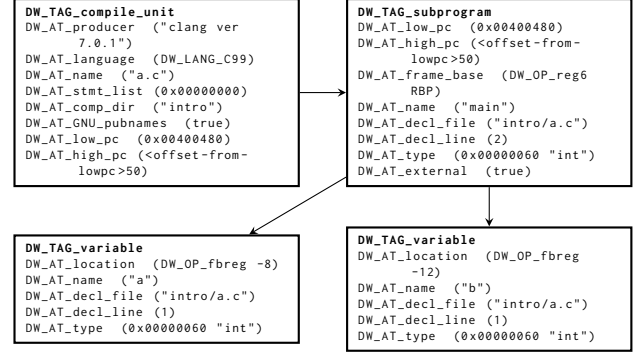 DW_TAG_compile_unit
DW_AT_producer ("clang ver
7.0.1")
DW_AT_language (DW_LANG_C99)
DW_AT_name ("a.c")
DW_AT_stmt_list (0x00000000)
DW_AT_comp_dir ("intro")
DW_AT_GNU_pubnames (true)
DW_AT_low_pc (0x00400480)
DW_AT_high_pc (<offset-from-
lowpc>50)
DW_TAG_subprogram
DW_AT_low_pc (0x00400480)
DW_AT_high_pc (<offset-from-
lowpc>50)
DW_AT_frame_base (DW_OP_reg6
RBP)
DW_AT_name ("main")
DW_AT_decl_file ("intro/a.c")
DW_AT_decl_line (2)
DW_AT_type (0x00000060 "int")
DW_AT_external (true)
DW_TAG_variable
DW_AT_location (DW_OP_fbreg -8)
DW_AT_name ("a")
DW_AT_decl_file ("intro/a.c")
DW_AT_decl_line (1)
DW_AT_type (0x00000060 "int")
DW_TAG_variable
DW_AT_location (DW_OP_fbreg
-12)
DW_AT_name ("b")
DW_AT_decl_file ("intro/a.c")
DW_AT_decl_line (1)
DW_AT_type (0x00000060 "int")